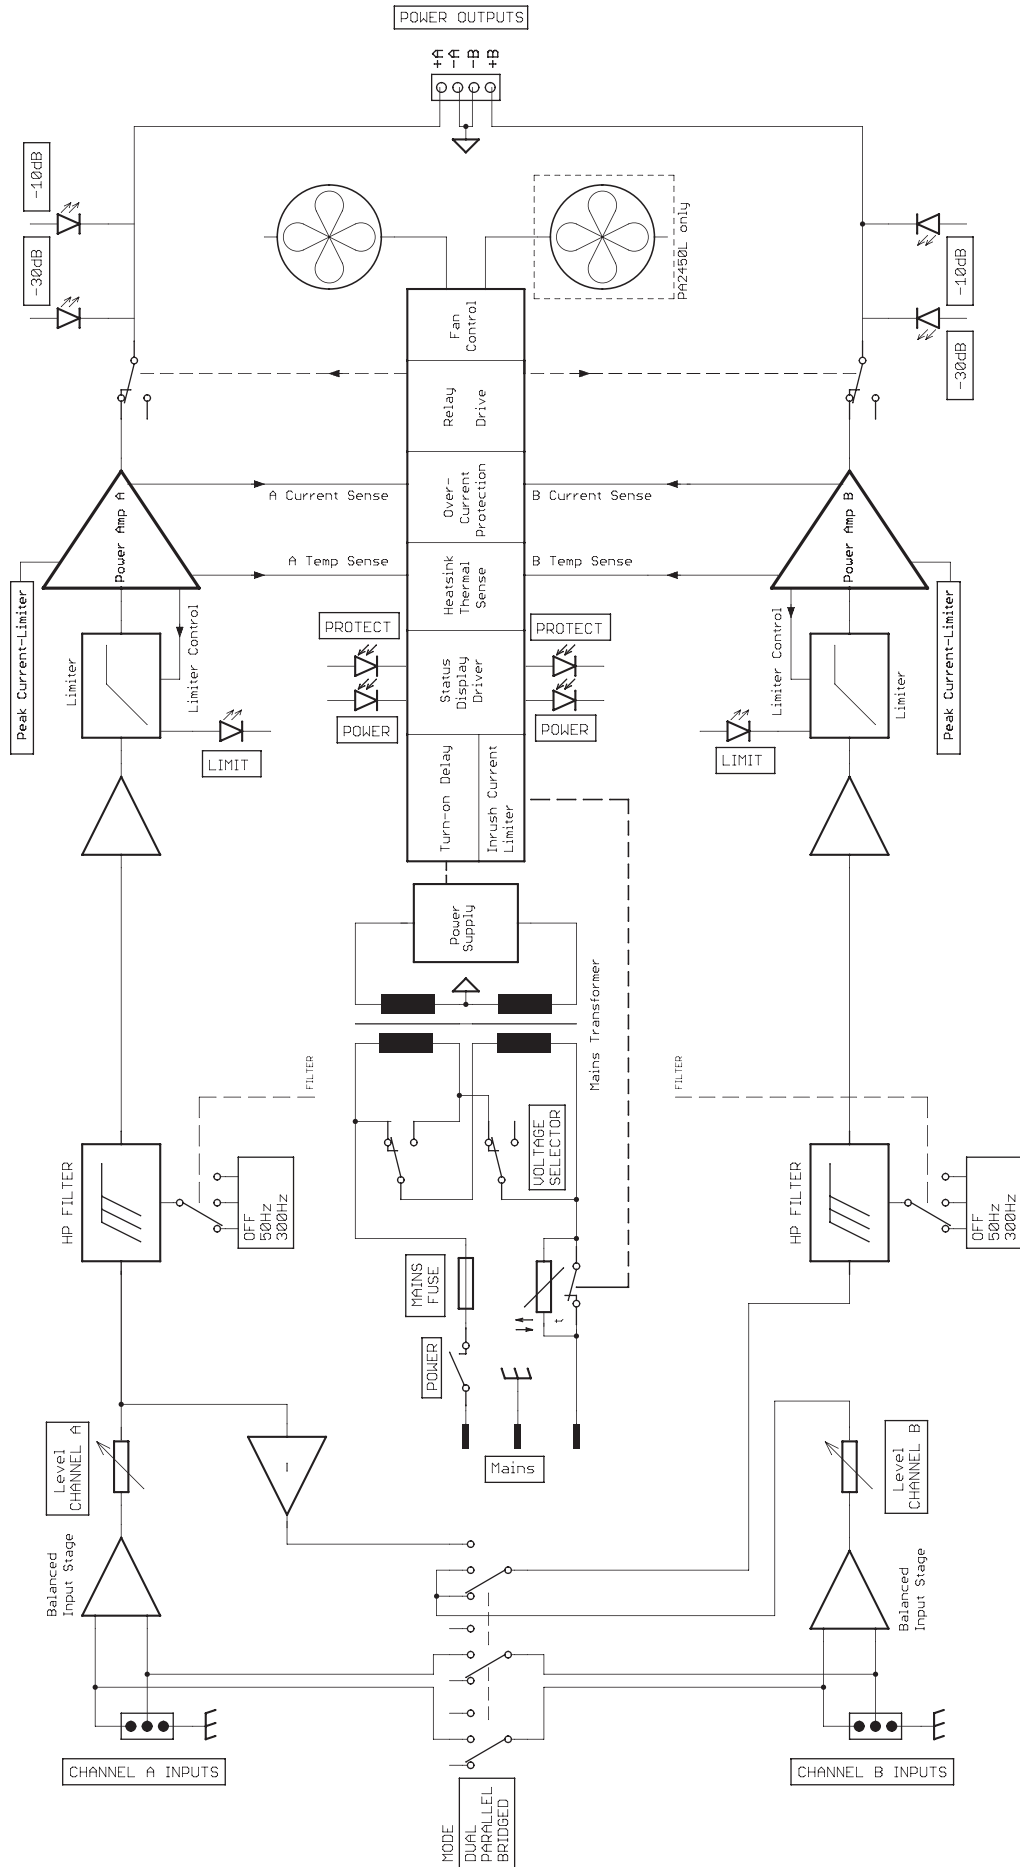 POWER OUTPUTS
+A
-A
-B
+B
-10dB
-30dB
PA2450L only
-10dB
-30dB
Fan
Control
Relay
Drive
Over-
Current
Protection
Heatsink
Thermal
Sense
Status
Display
Driver
Turn-on Delay
Inrush Current
Limiter
A Current Sense
B Current Sense
A Temp Sense
B Temp Sense
Power Amp A
Power Amp B
Peak Current-Limiter
Peak Current-Limiter
Limiter
Limiter Control
LIMIT
PROTECT
POWER
PROTECT
POWER
Limiter Control
Limiter
LIMIT
Power
Supply
Mains Transformer
FILTER
FILTER
HP FILTER
OFF
50Hz
300Hz
VOLTAGE
SELECTOR
HP FILTER
OFF
50Hz
300Hz
MAINS
FUSE
t
POWER
Mains
Level
CHANNEL A
Level
CHANNEL B
Balanced
Input Stage
Balanced
Input Stage
CHANNEL A INPUTS
CHANNEL B INPUTS
MODE
DUAL
PARALLEL
BRIDGED